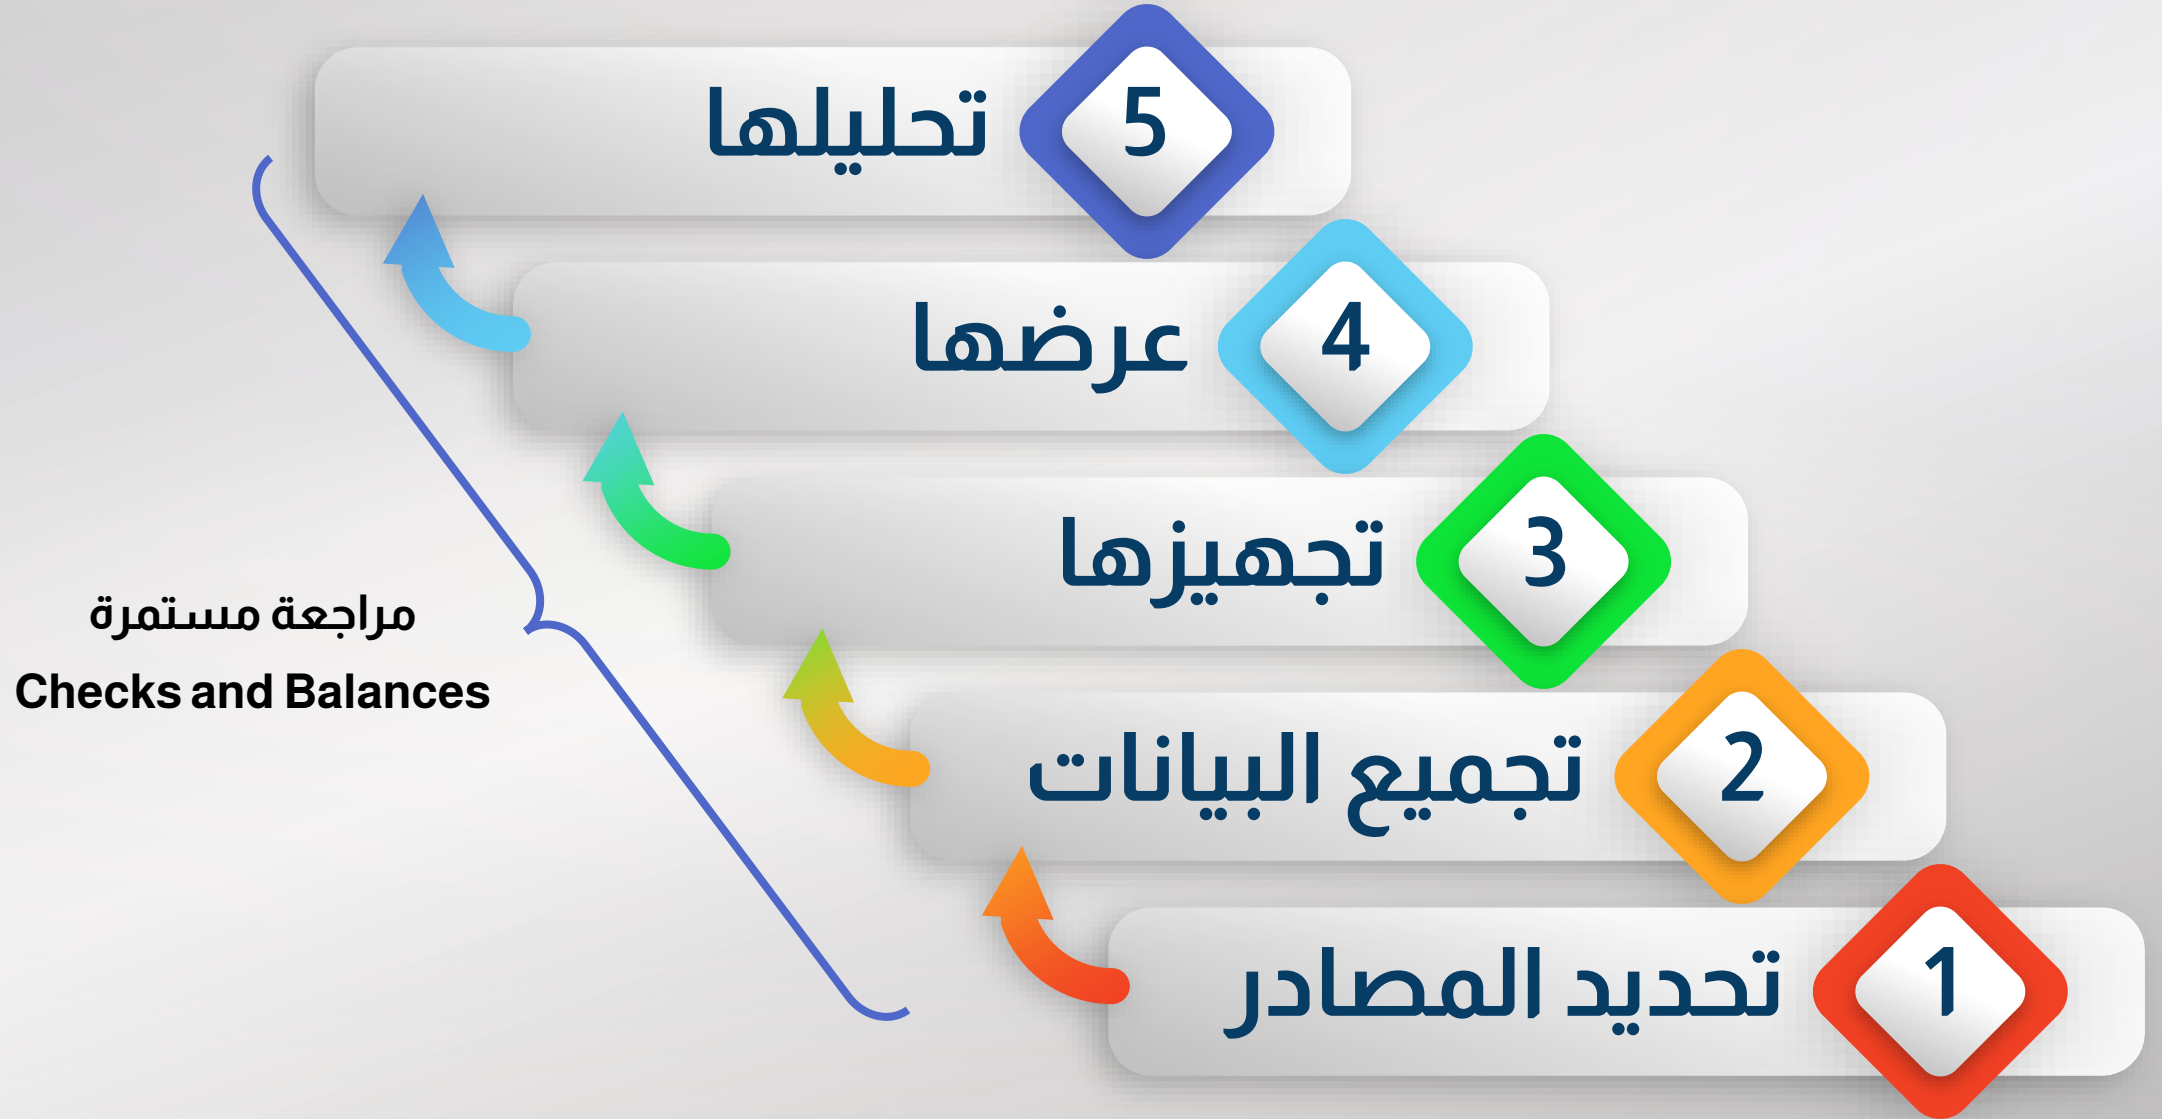 5 تحليلها
4 عرضها
3 تجهيزها
2 تجميع البيانات
1 تحديد المصادر
مراجعة مستمرة
Checks and Balances